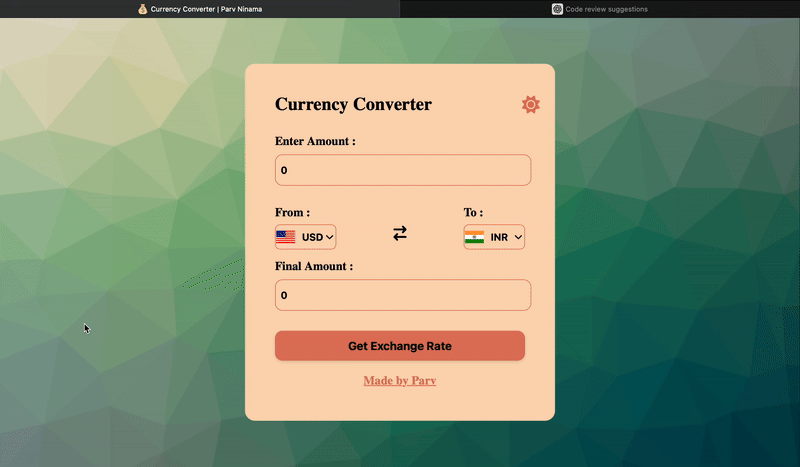 Currency Converter | Parv Ninama
Code review suggestions
Currency Converter
Enter Amount :
0
From :
To :
USD
INR
Final Amount :
0
Get Exchange Rate
Made by Parv